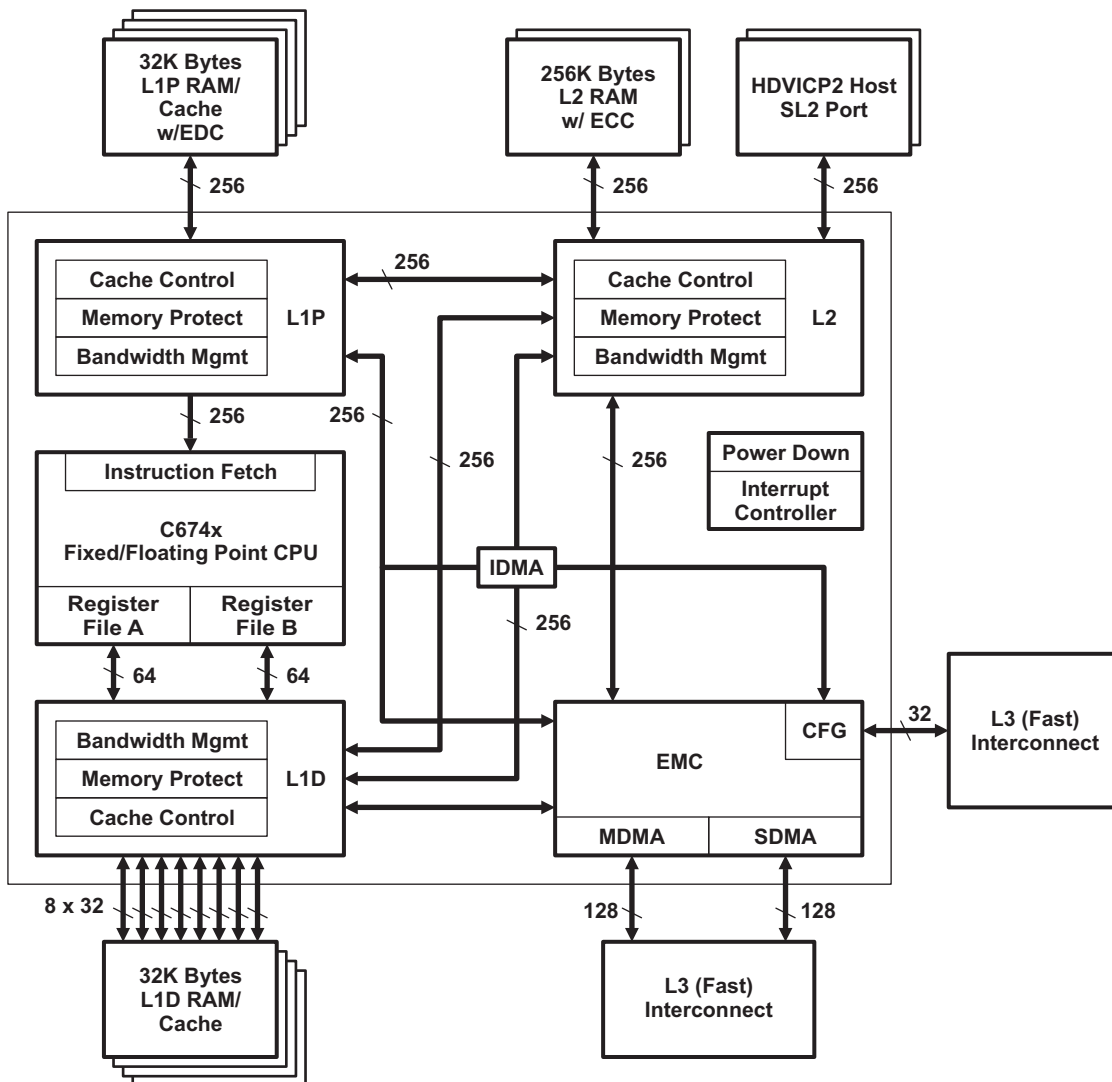 32K Bytes
L1P RAM/
Cache
w/EDC
256K Bytes
L2 RAM
w/ ECC
HDVICP2 Host
SL2 Port
256
256
256
Cache Control
Memory Protect
Bandwidth Mgmt
L1P
256
Cache Control
Memory Protect
Bandwidth Mgmt
L2
256
256
256
256
Power Down
Interrupt
Controller
Instruction Fetch
C674x
Fixed/Floating Point CPU
Register
File A
Register
File B
IDMA
256
64
64
Bandwidth Mgmt
Memory Protect
Cache Control
L1D
EMC
CFG
MDMA
SDMA
32
L3 (Fast)
Interconnect
8 x 32
128
128
32K Bytes
L1D RAM/
Cache
L3 (Fast)
Interconnect